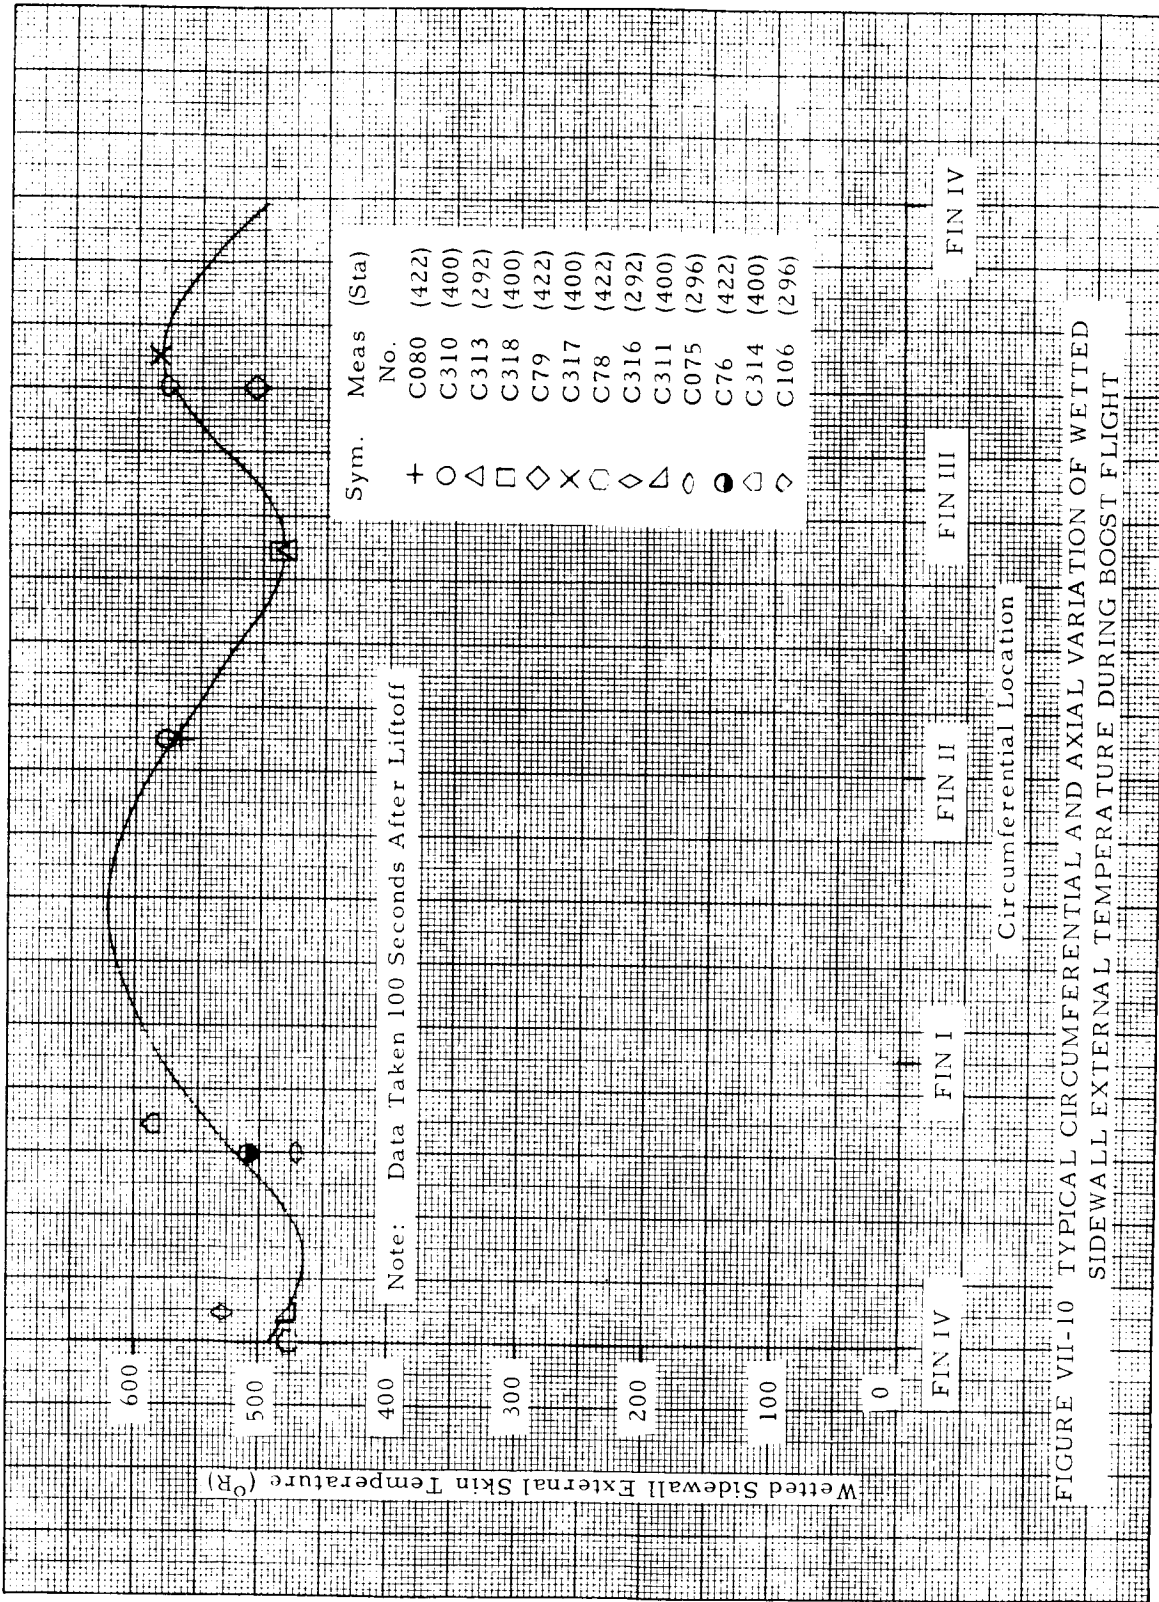 Wetted Sidewall External Skin Temperature (°R)
600
500
400
300
200
100
0
Note: Data Taken 100 Seconds After Liftoff
Sym. Meas (Sta)
No.
C080 (422)
C310 (400)
C313 (292)
C318 (400)
C79 (422)
C317 (400)
C78 (422)
C316 (292)
C311 (400)
C075 (296)
C76 (422)
C314 (400)
C106 (296)
FIN IV
FIN I
FIN II
FIN III
FIN IV
Circumferential Location
FIGURE VII-10 TYPICAL CIRCUMFERENTIAL AND AXIAL VARIATION OF WETTED
SIDEWALL EXTERNAL TEMPERATURE DURING BOOST FLIGHT